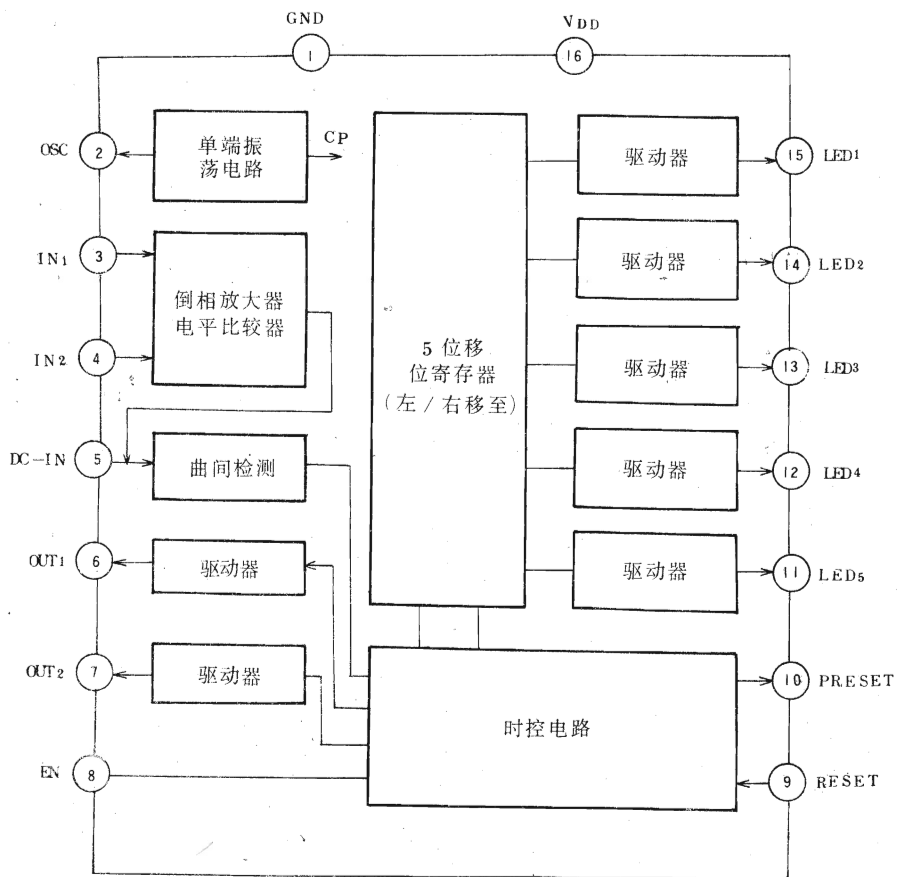 GND
VDD
1
16
OSC
2
单端振
荡电路
CP
驱动器
15
LED1
IN1
3
倒相放大器
电平比较器
IN2
4
驱动器
14
LED2
5位移
位寄存器
(左/右移至)
驱动器
13
LED3
DC-IN
5
曲间检测
驱动器
12
LED4
OUT1
6
驱动器
驱动器
11
LED5
OUT2
7
驱动器
时控电路
10
PRESET
EN
8
9
RESET